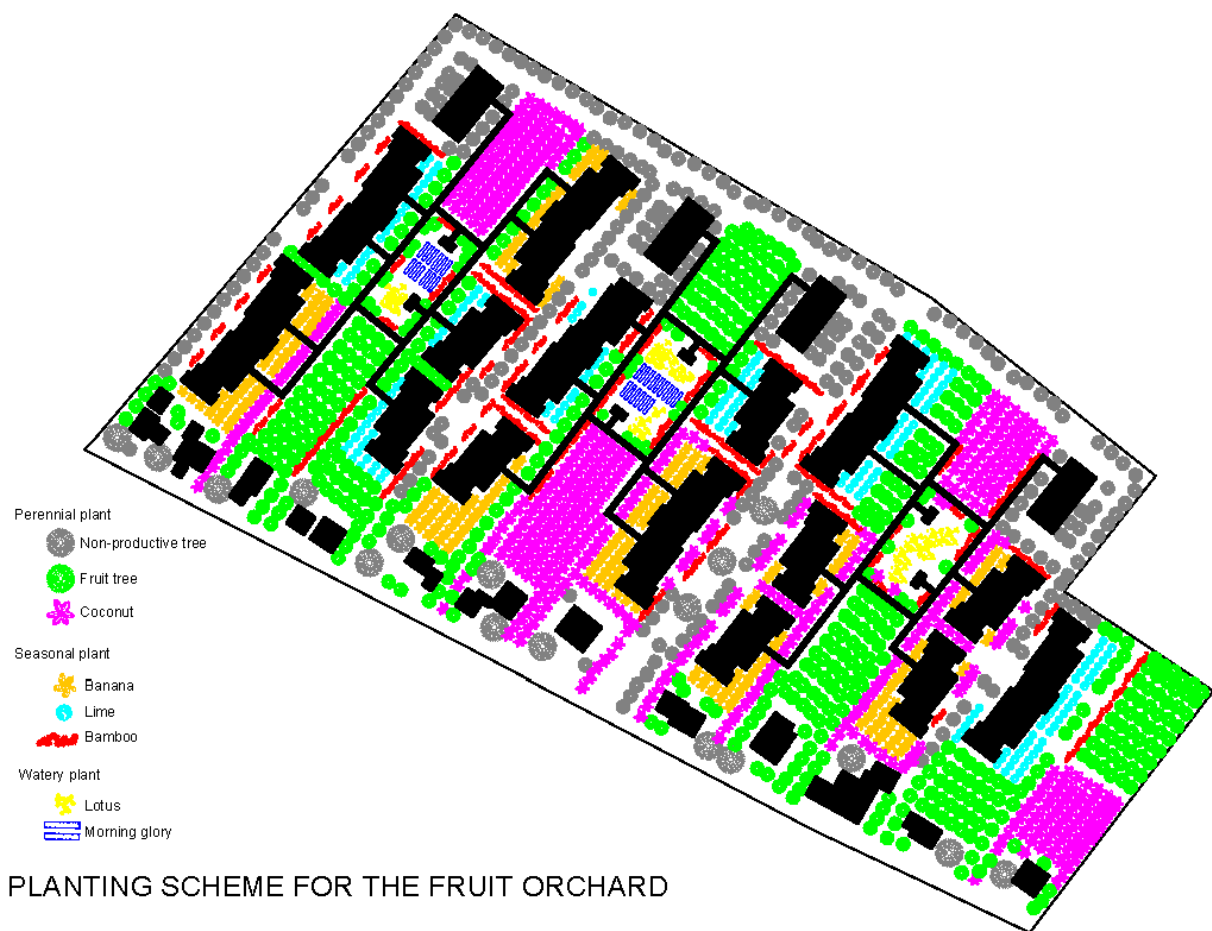 Perennial plant
Non-productive tree
Fruit tree
Coconut
Seasonal plant
Banana
Lime
Bamboo
Watery plant
Lotus
Morning glory
PLANTING SCHEME FOR THE FRUIT ORCHARD